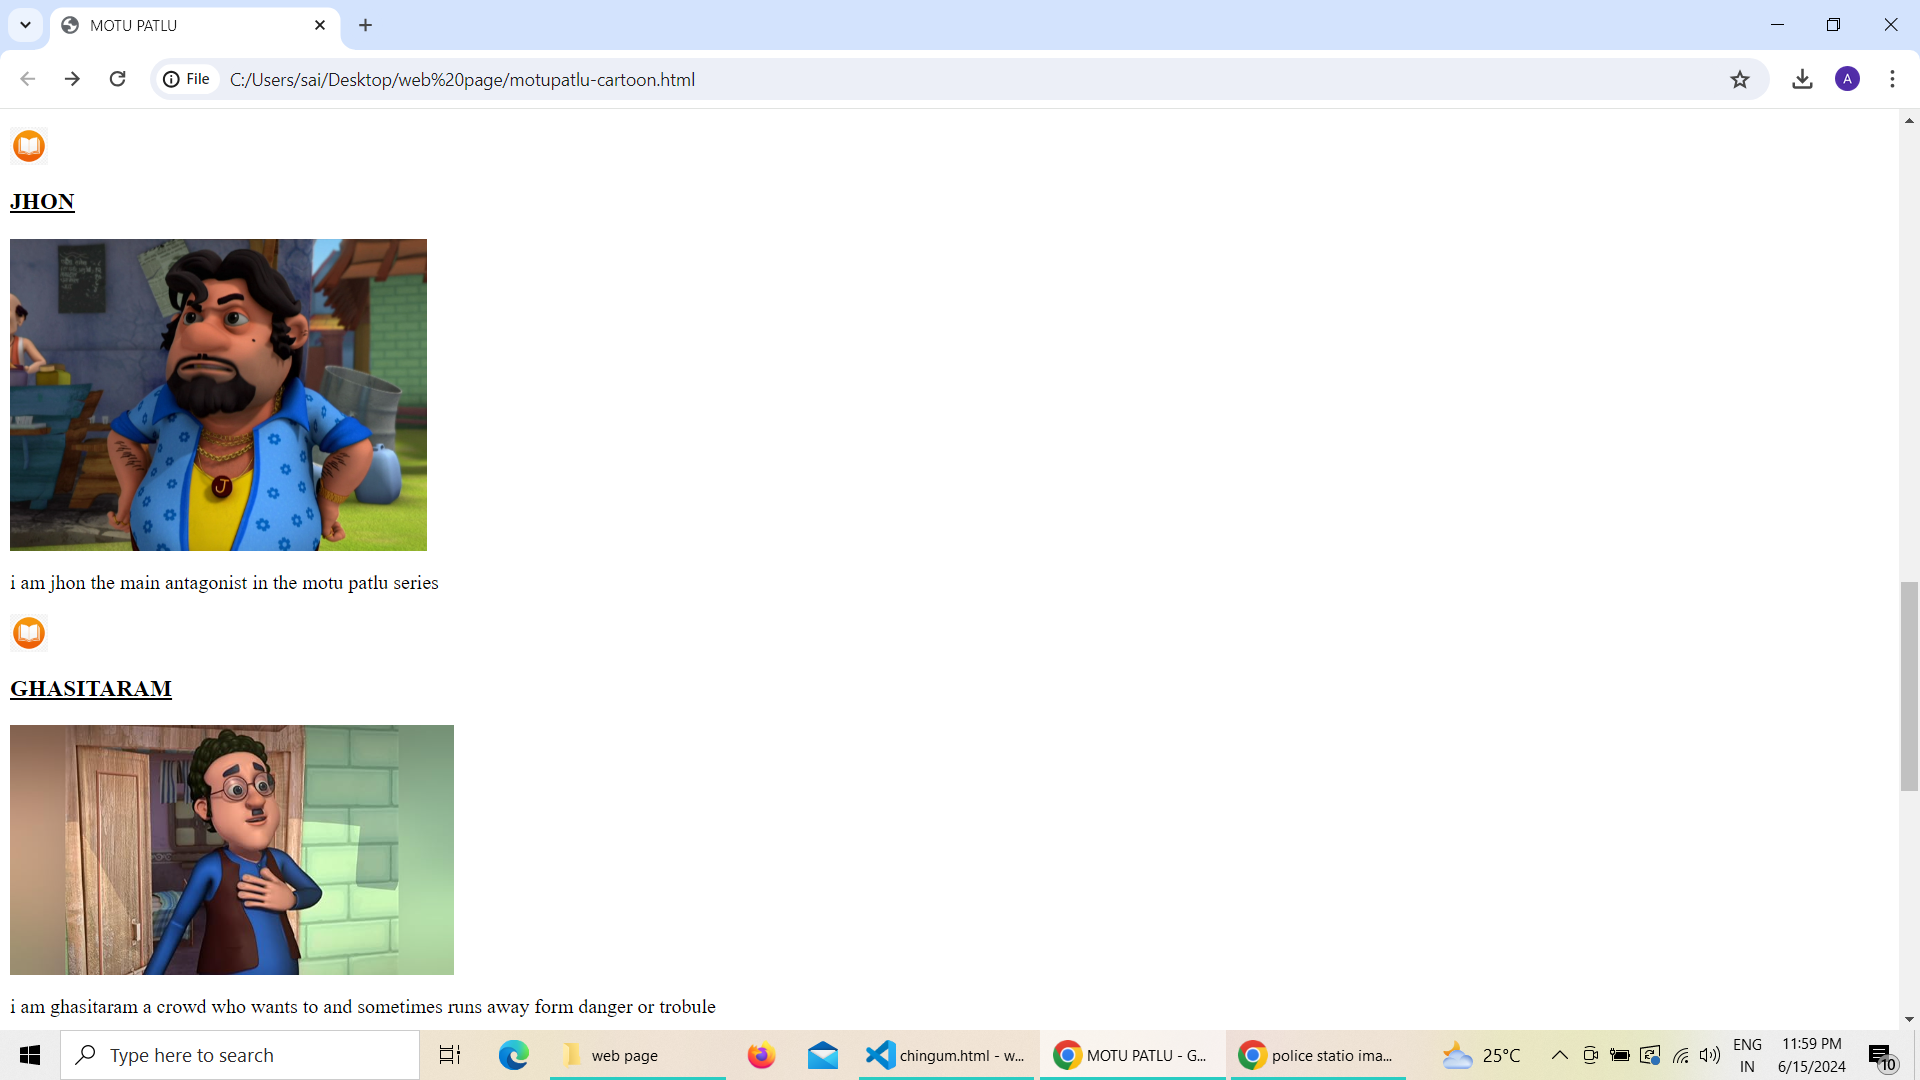 MOTU PATLU
File
C:/Users/sai/Desktop/web%20page/motupatlu-cartoon.html
A
JHON
J
i am jhon the main antagonist in the motu patlu series
GHASITARAM
i am ghasitaram a crowd who wants to and sometimes runs away form danger or trobule
Type here to search
web page
chingum.html - w...
MOTU PATLU - G...
police statio ima...
25°C
ENG
IN
11:59 PM
6/15/2024
10